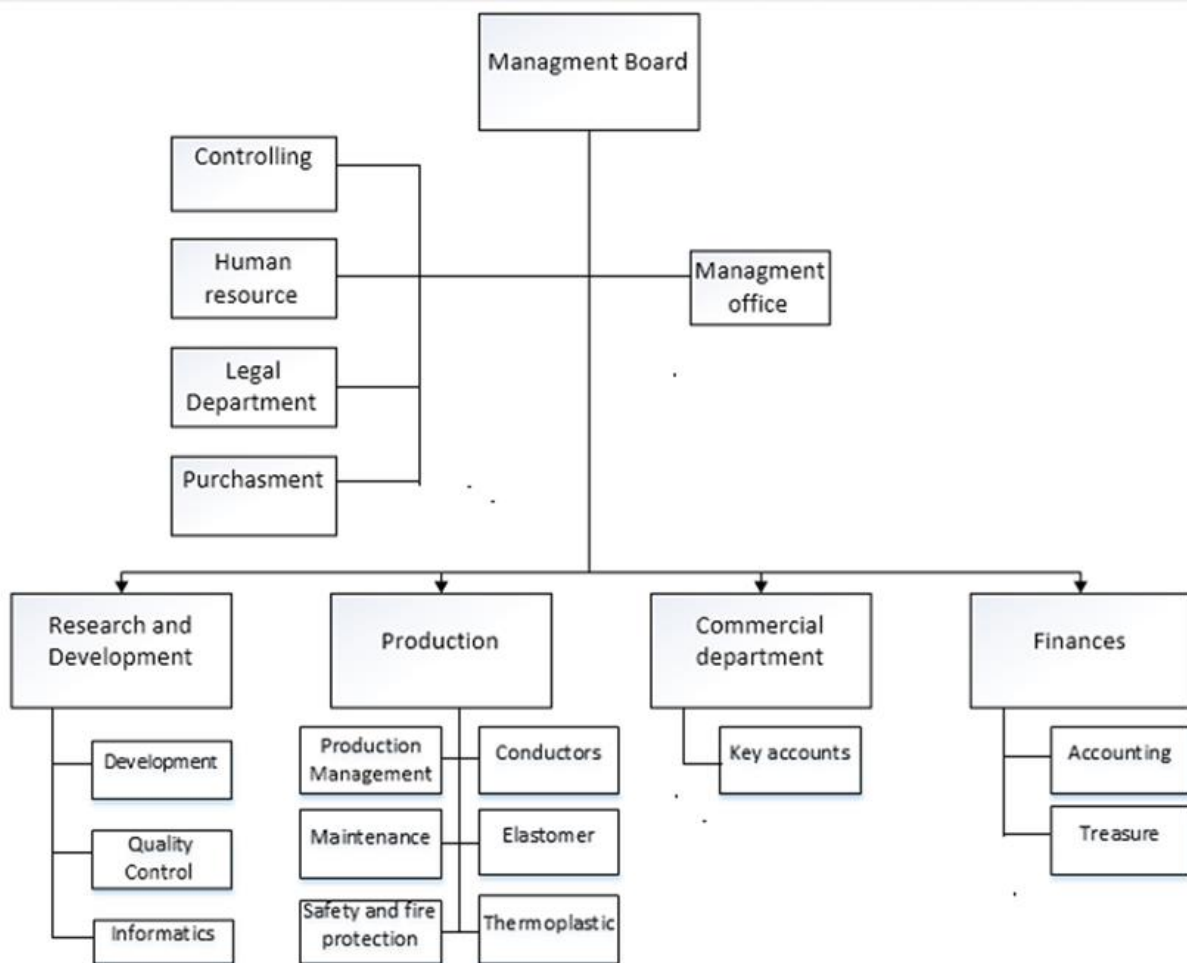 Managment Board
Controlling
Human
resource
Managment
office
Legal
Department
Purchasment
Research and
Development
Production
Commercial
department
Finances
Development
Quality
Control
Informatics
Production
Management
Conductors
Maintenance
Elastomer
Safety and fire
protection
Thermoplastic
Key accounts
Accounting
Treasure